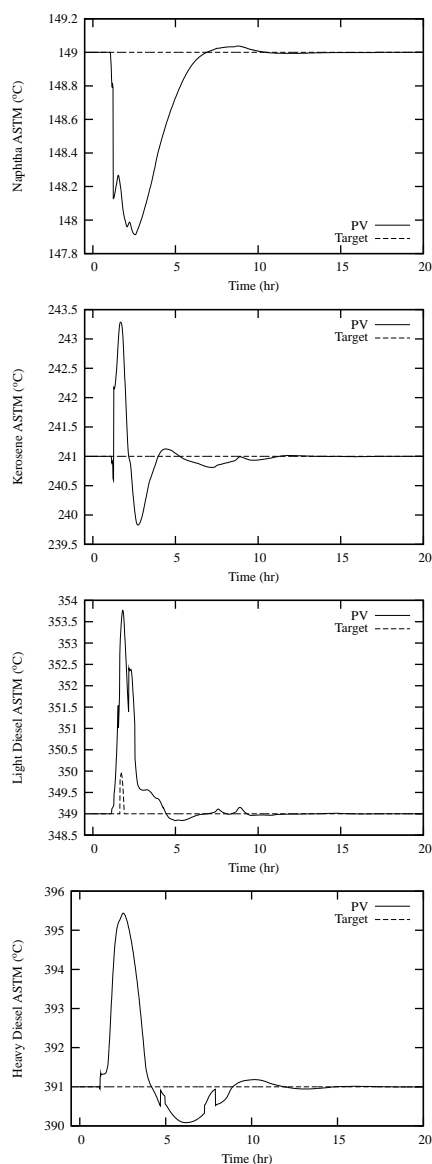 149.2
149
148.8
148.6
148.4
148.2
148
147.8
Naphtha ASTM (°C)
PV
Target
0 5 10 15 20
Time (hr)
243.5
243
242.5
242
241.5
241
240.5
240
239.5
Kerosene ASTM (°C)
PV
Target
0 5 10 15 20
Time (hr)
354
353.5
353
352.5
352
351.5
351
350.5
350
349.5
349
348.5
Light Diesel ASTM (°C)
PV
Target
0 5 10 15 20
Time (hr)
396
395
394
393
392
391
390
Heavy Diesel ASTM (°C)
PV
Target
0 5 10 15 20
Time (hr)